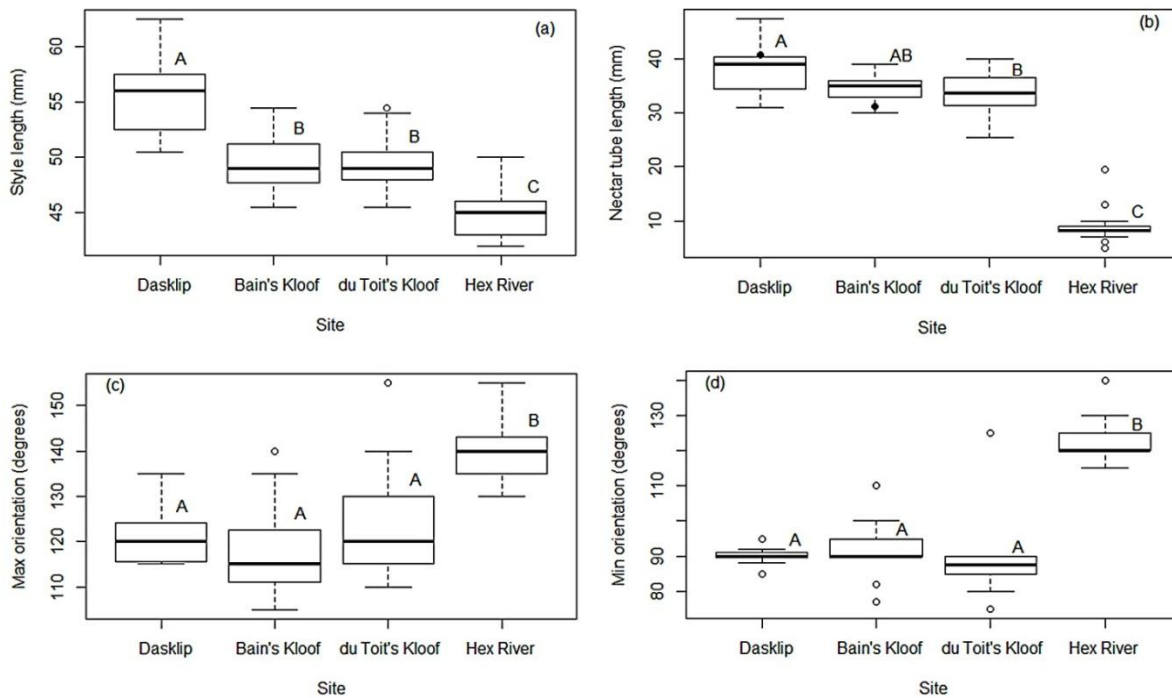 (a)
Style length (mm)
60
55
50
45
A
B
B
C
Dasklip Bain's Kloof du Toit's Kloof Hex River
Site
(b)
Nectar tube length (mm)
40
30
20
10
A
AB
B
C
Dasklip Bain's Kloof du Toit's Kloof Hex River
Site
(c)
Max orientation (degrees)
150
140
130
120
110
A
A
A
B
Dasklip Bain's Kloof du Toit's Kloof Hex River
Site
(d)
Min orientation (degrees)
130
110
90
80
A
A
A
B
Dasklip Bain's Kloof du Toit's Kloof Hex River
Site